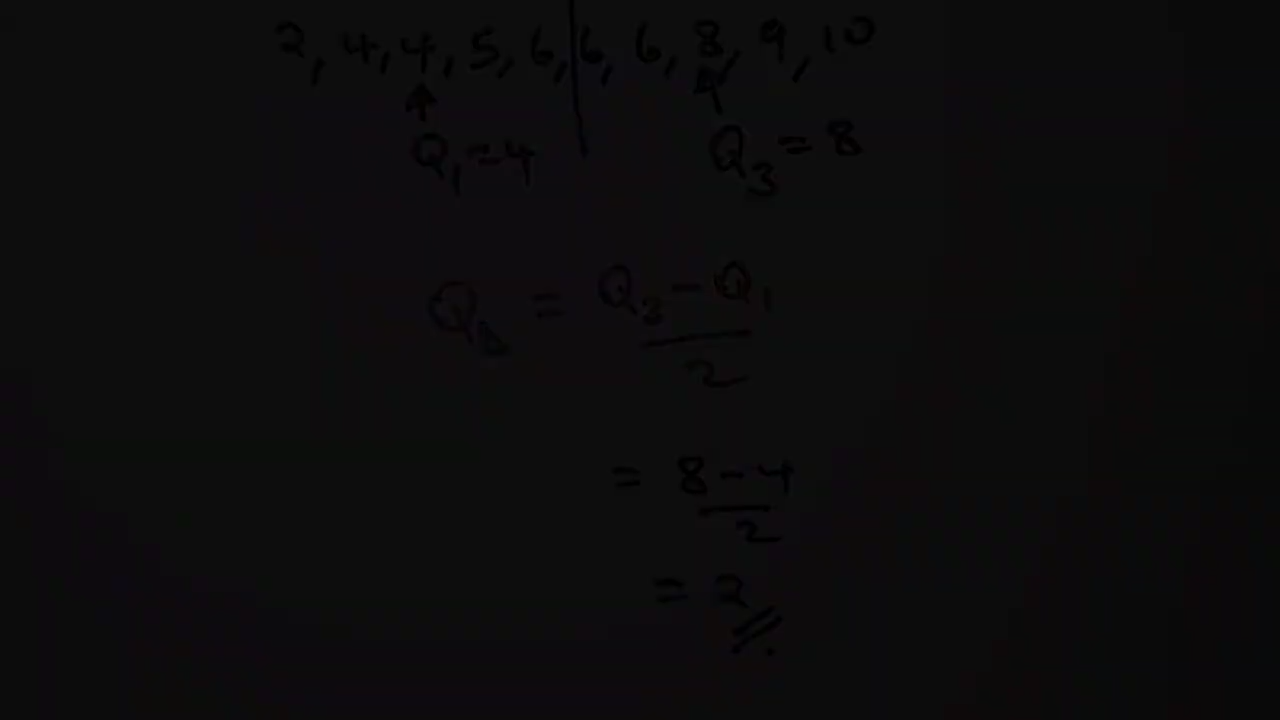 2, 4, 4, 5, 6, 6, 6, 8, 9, 10
Q₁ = 4 Q₃ = 8
Q = Q₃ - Q₁
2
= 8 - 4
2
= 2